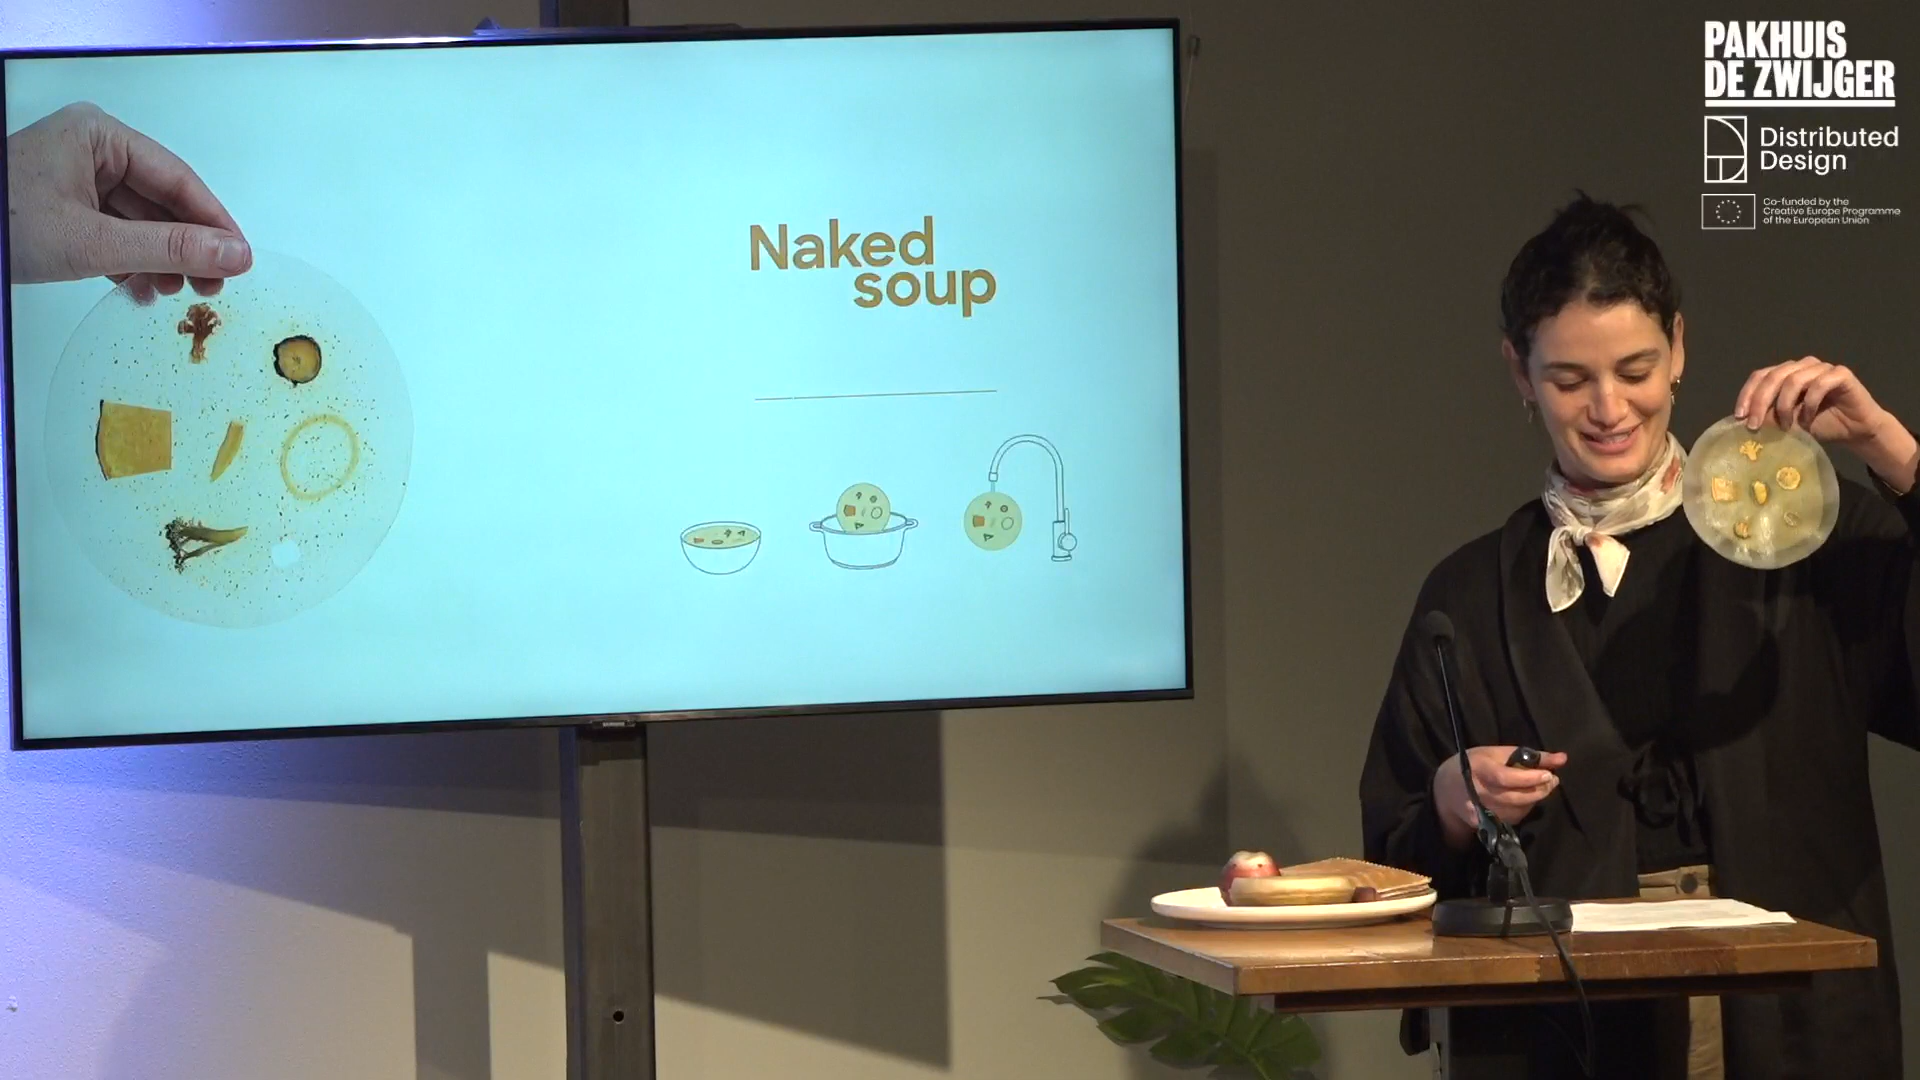 Naked
soup
PAKHUIS
DE ZWIJGER
Distributed
Design
Co-funded by the
Creative Europe Programme
of the European Union